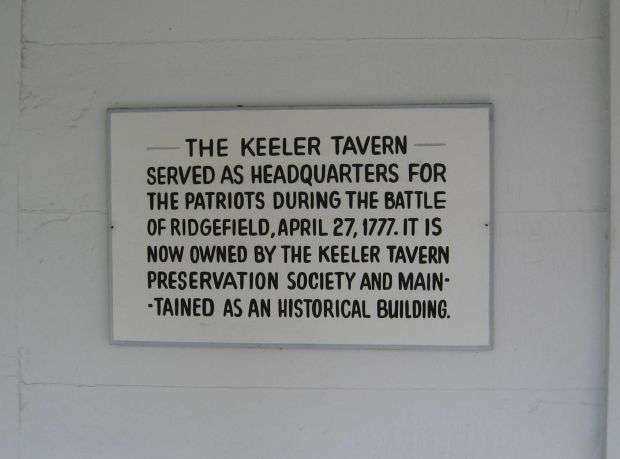 — THE KEELER TAVERN —
SERVED AS HEADQUARTERS FOR
THE PATRIOTS DURING THE BATTLE
OF RIDGEFIELD, APRIL 27, 1777. IT IS
NOW OWNED BY THE KEELER TAVERN
PRESERVATION SOCIETY AND MAIN-
-TAINED AS AN HISTORICAL BUILDING.